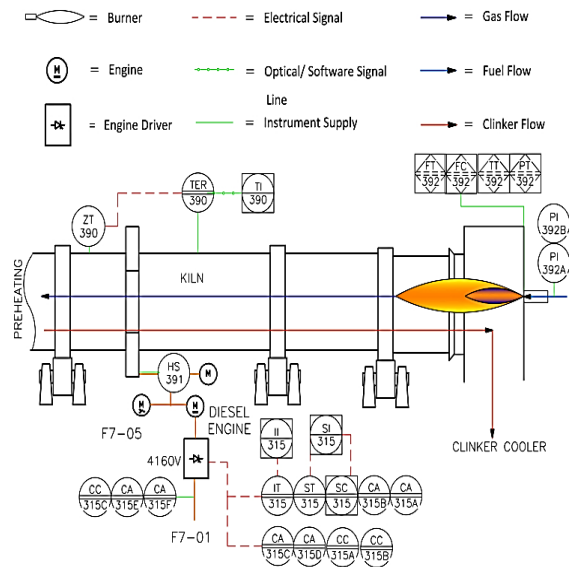 = Burner
= Electrical Signal
= Gas Flow
M = Engine
= Optical/ Software Signal
= Fuel Flow
= Engine Driver
Line
= Instrument Supply
= Clinker Flow
FT 392
FC 392
TT 392
PT 392
TER 390
TI 390
ZT 390
PI 392B
PI 392A
KILN
PREHEATING
HS 391
M
M
M
DIESEL ENGINE
F7-05
CLINKER COOLER
II 315
SI 315
4160V
IT 315
ST 315
SC 315
CA 315B
CA 315A
CC 315C
CA 315E
CA 315F
F7-01
CA 315C
CA 315D
CC 315A
CC 315B